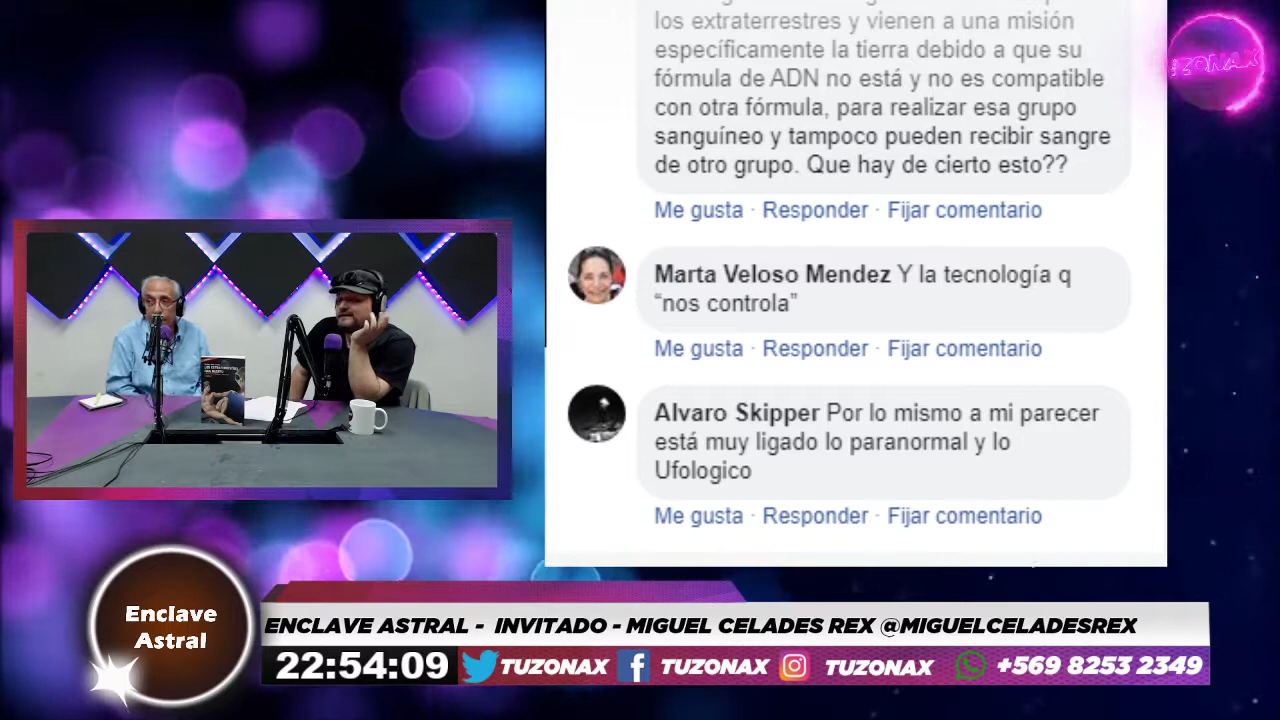 los extraterrestres y vienen a una misión
específicamente la tierra debido a que su
fórmula de ADN no está y no es compatible
con otra fórmula, para realizar esa grupo
sanguíneo y tampoco pueden recibir sangre
de otro grupo. Que hay de cierto esto??
Me gusta · Responder · Fijar comentario
Marta Veloso Mendez Y la tecnología q
“nos controla”
Me gusta · Responder · Fijar comentario
Alvaro Skipper Por lo mismo a mi parecer
está muy ligado lo paranormal y lo
Ufologico
Me gusta · Responder · Fijar comentario
TUZONAX
Enclave
Astral
ENCLAVE ASTRAL - INVITADO - MIGUEL CELADES REX @MIGUELCELADESREX
22:54:09 TUZONAX TUZONAX TUZONAX +569 8253 2349